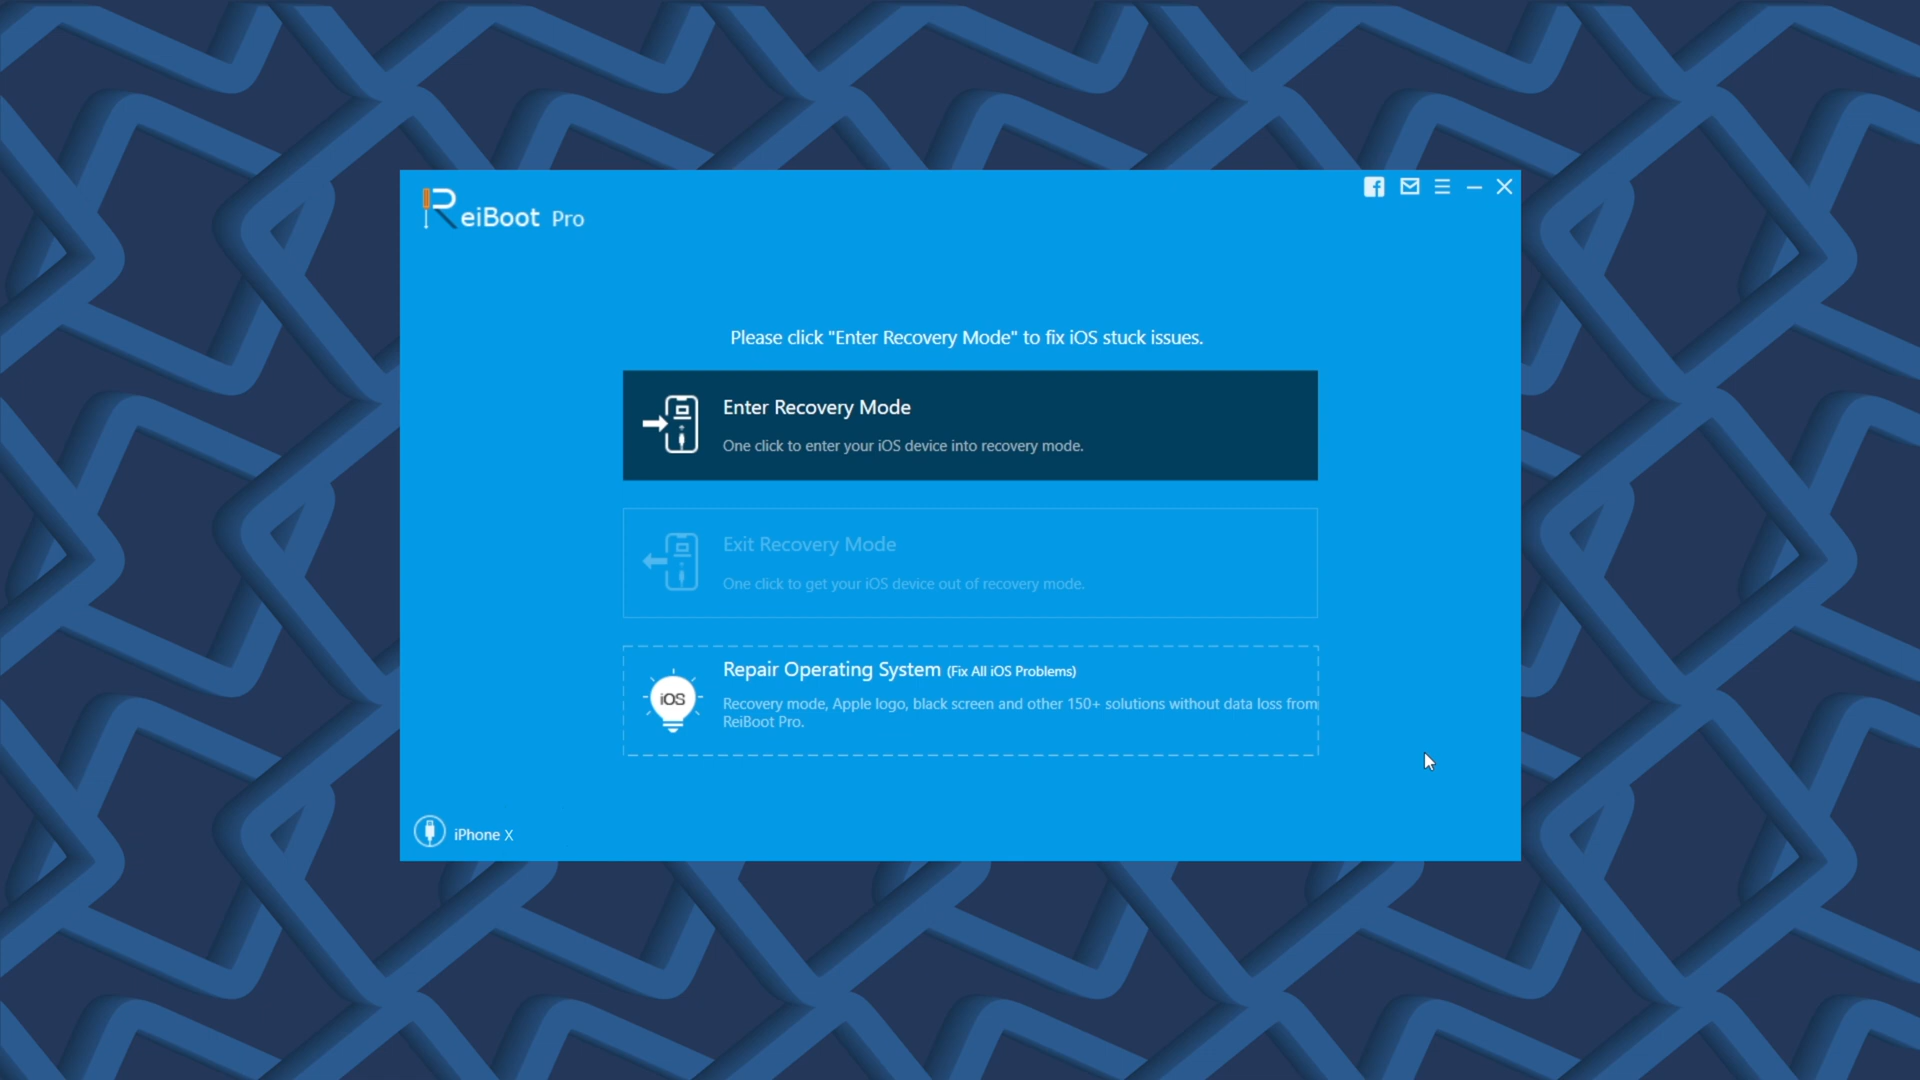 ReiBoot Pro
Please click "Enter Recovery Mode" to fix iOS stuck issues.
Enter Recovery Mode
One click to enter your iOS device into recovery mode.
Exit Recovery Mode
One click to get your iOS device out of recovery mode.
iOS
Repair Operating System (Fix All iOS Problems)
Recovery mode, Apple logo, black screen and other 150+ solutions without data loss from
ReiBoot Pro.
iPhone X